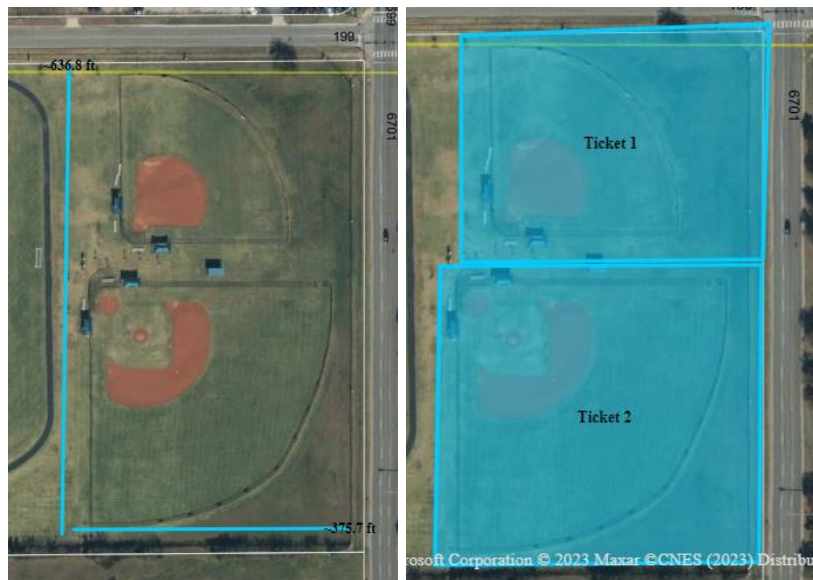 199
~636.8 ft
6701
~375.7 ft
199
6701
Ticket 1
Ticket 2
rosoft Corporation © 2023 Maxar ©CNES (2023) Distribu